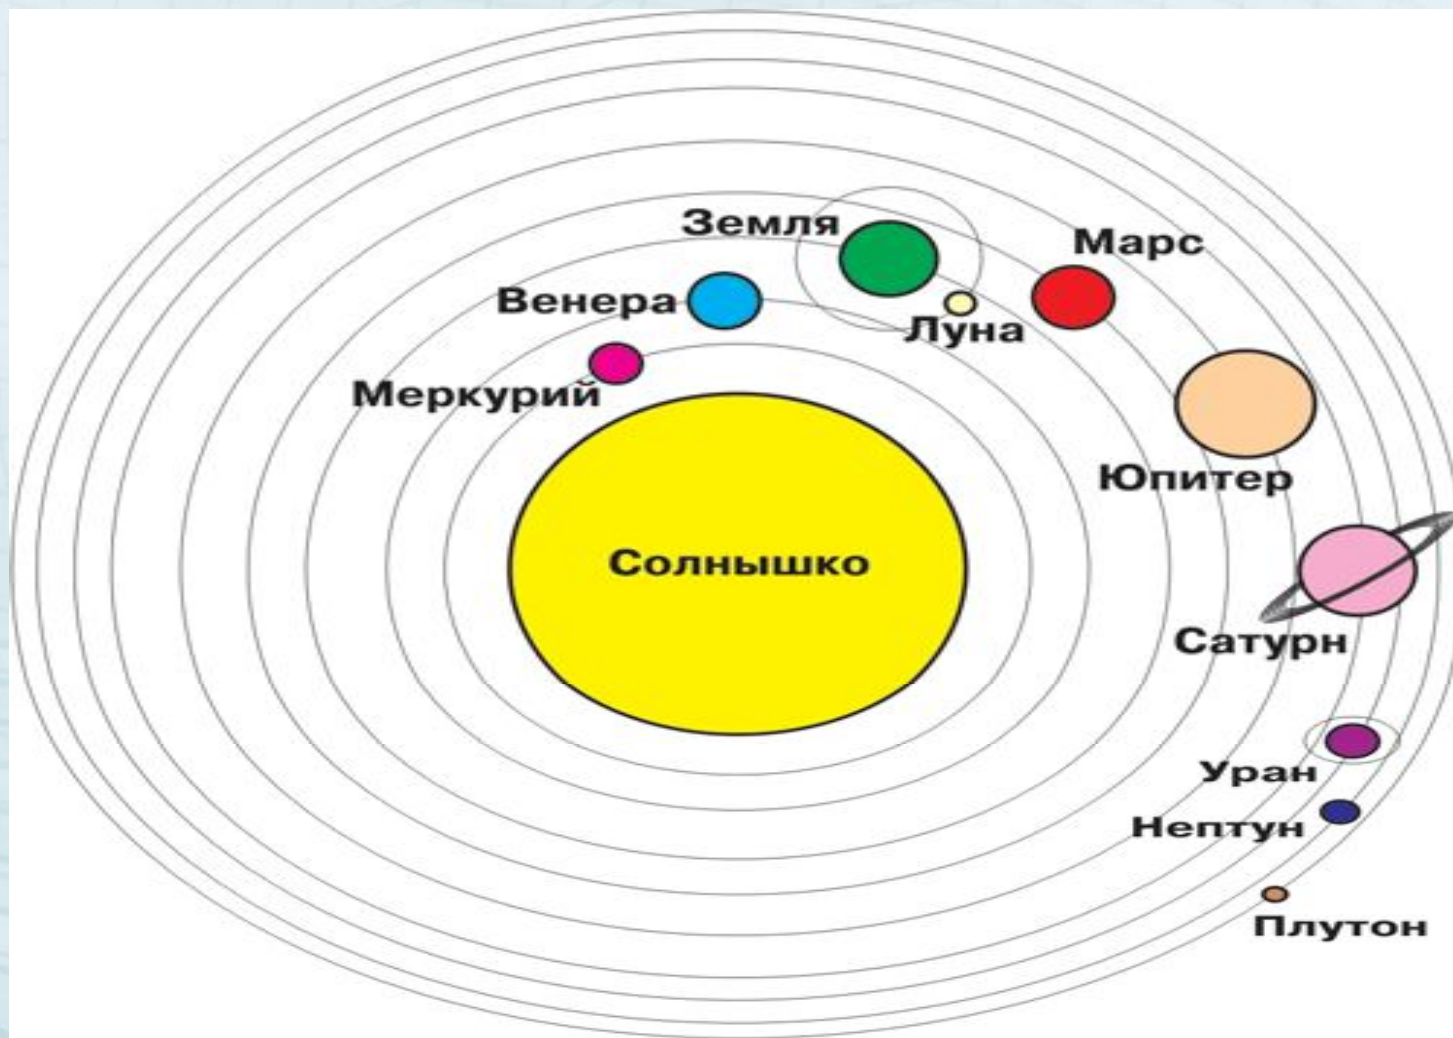 Земля
Марс
Венера
Луна
Меркурий
Юпитер
Солнышко
Сатурн
Уран
Нептун
Плутон